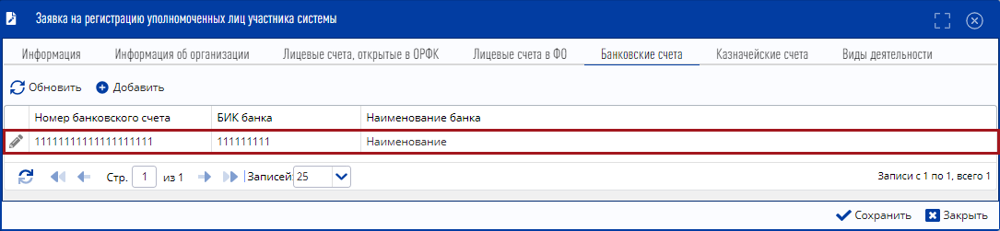 Заявка на регистрацию уполномоченных лиц участника системы
Информация Информация об организации Лицевые счета, открытые в ОРФК Лицевые счета в ФО Банковские счета Казначейские счета Виды деятельности
Обновить Добавить
Номер банковского счета БИК банка Наименование банка
11111111111111111111 111111111 Наименование
Стр. 1 из 1 Записей: 25 Записи с 1 по 1, всего 1
Сохранить Закрыть